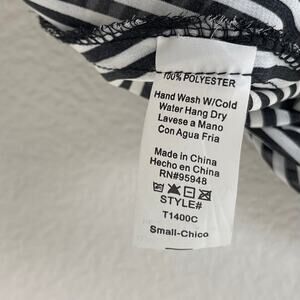 100% POLYESTER
Hand Wash W/Cold
Water Hang Dry
Lavese a Mano
Con Agua Fria
Made in China
Hecho en China
RN#95948
STYLE#
T1400C
Small-Chico